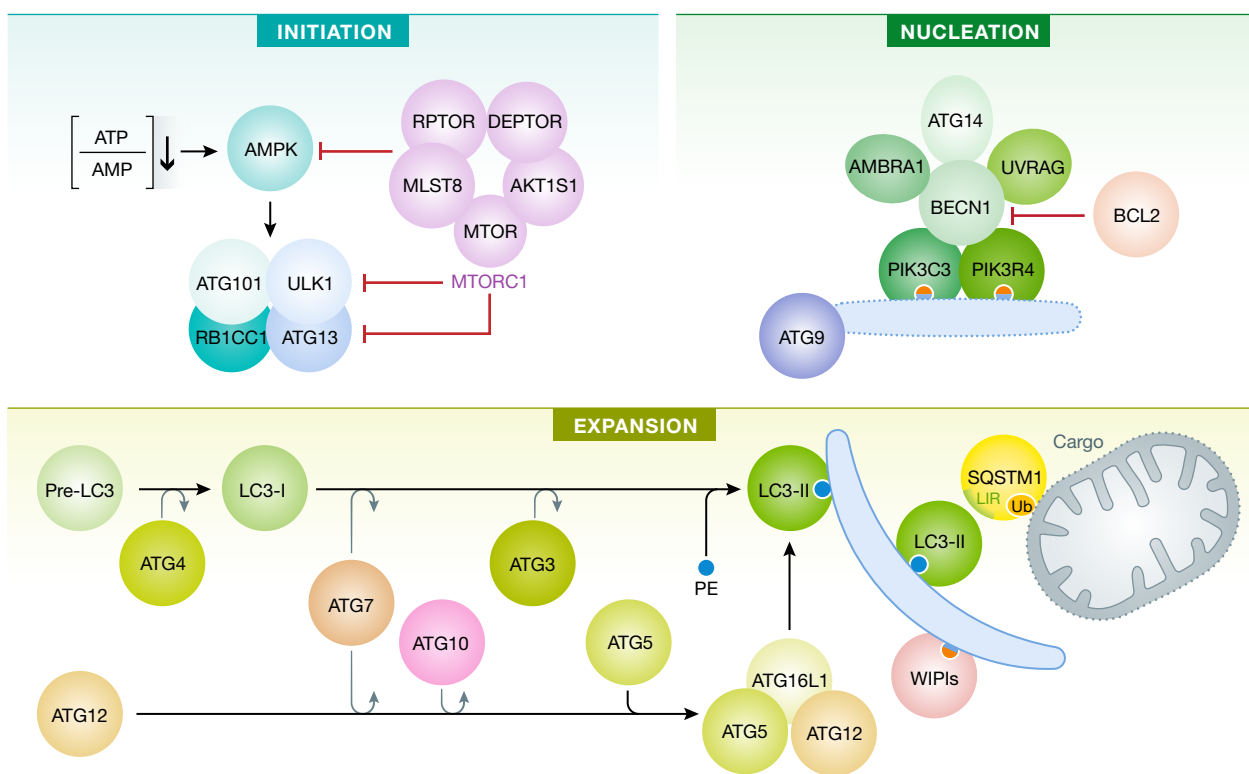 INITIATION
ATP
AMP
AMPK
RPTOR
DEPTOR
MLST8
AKT1S1
MTOR
MTORC1
ATG101
ULK1
RB1CC1
ATG13
NUCLEATION
ATG14
AMBRA1
UVRAG
BECN1
BCL2
PIK3C3
PIK3R4
ATG9
EXPANSION
Pre-LC3
LC3-I
LC3-II
ATG4
ATG7
ATG3
PE
ATG10
ATG5
ATG12
ATG16L1
ATG5
ATG12
LC3-II
WIPIs
SQSTM1
LIR
Ub
Cargo